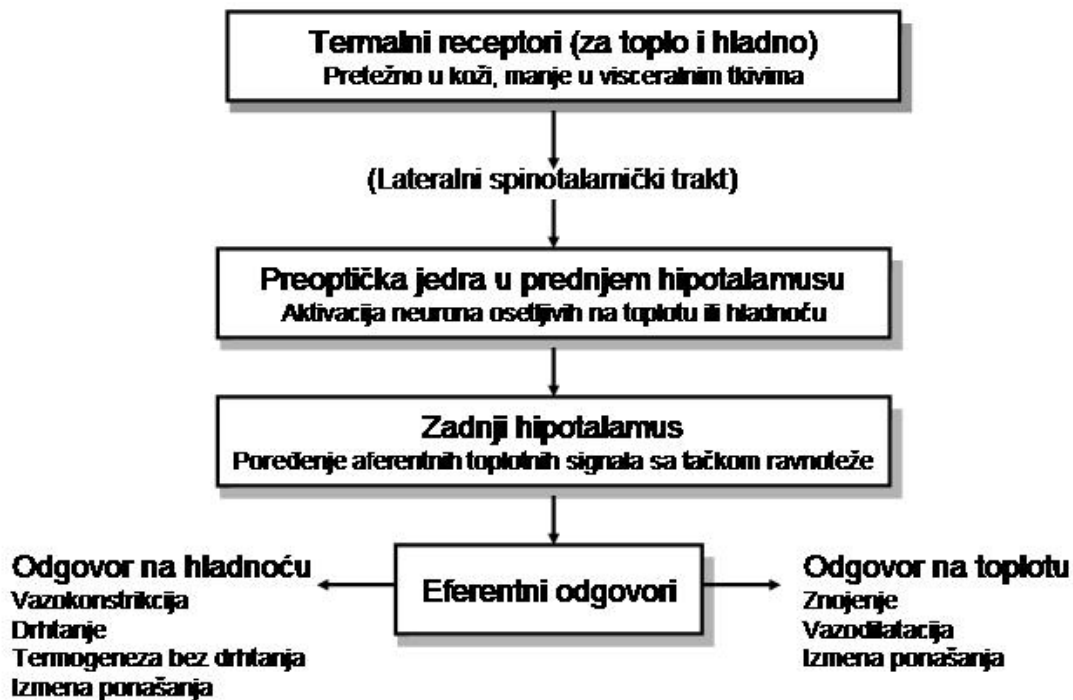 Termalni receptori (za toplo i hladno)
Pretežno u koži, manje u visceralnim tkivima
(Lateralni spinotalamički trakt)
Preoptička jedra u prednjem hipotalamusu
Aktivacija neurona osetljivih na toplotu ili hladnoću
Zadnji hipotalamus
Poređenje aferentnih toplotnih signala sa tačkom ravnoteže
Eferentni odgovori
Odgovor na hladnoću
Vazokonstrikcija
Drhtanje
Termogeneza bez drhtanja
Izmena ponašanja
Odgovor na toplotu
Znojenje
Vazodilatacija
Izmena ponašanja